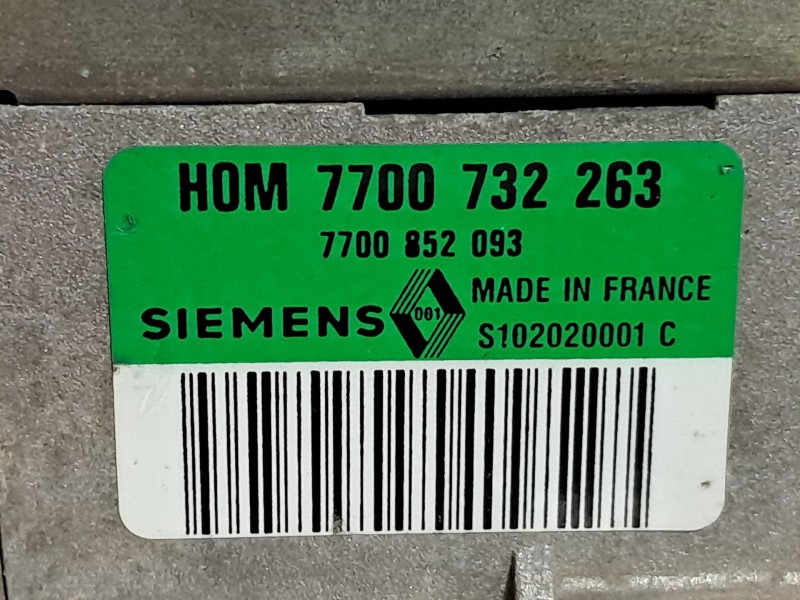 HOM 7700 732 263
7700 852 093
SIEMENS 001 MADE IN FRANCE
S102020001 C